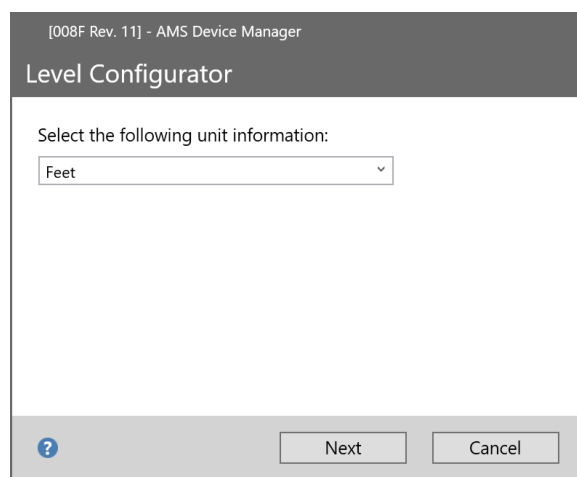 [008F Rev. 11] - AMS Device Manager
Level Configurator
Select the following unit information:
Feet
?
Next
Cancel